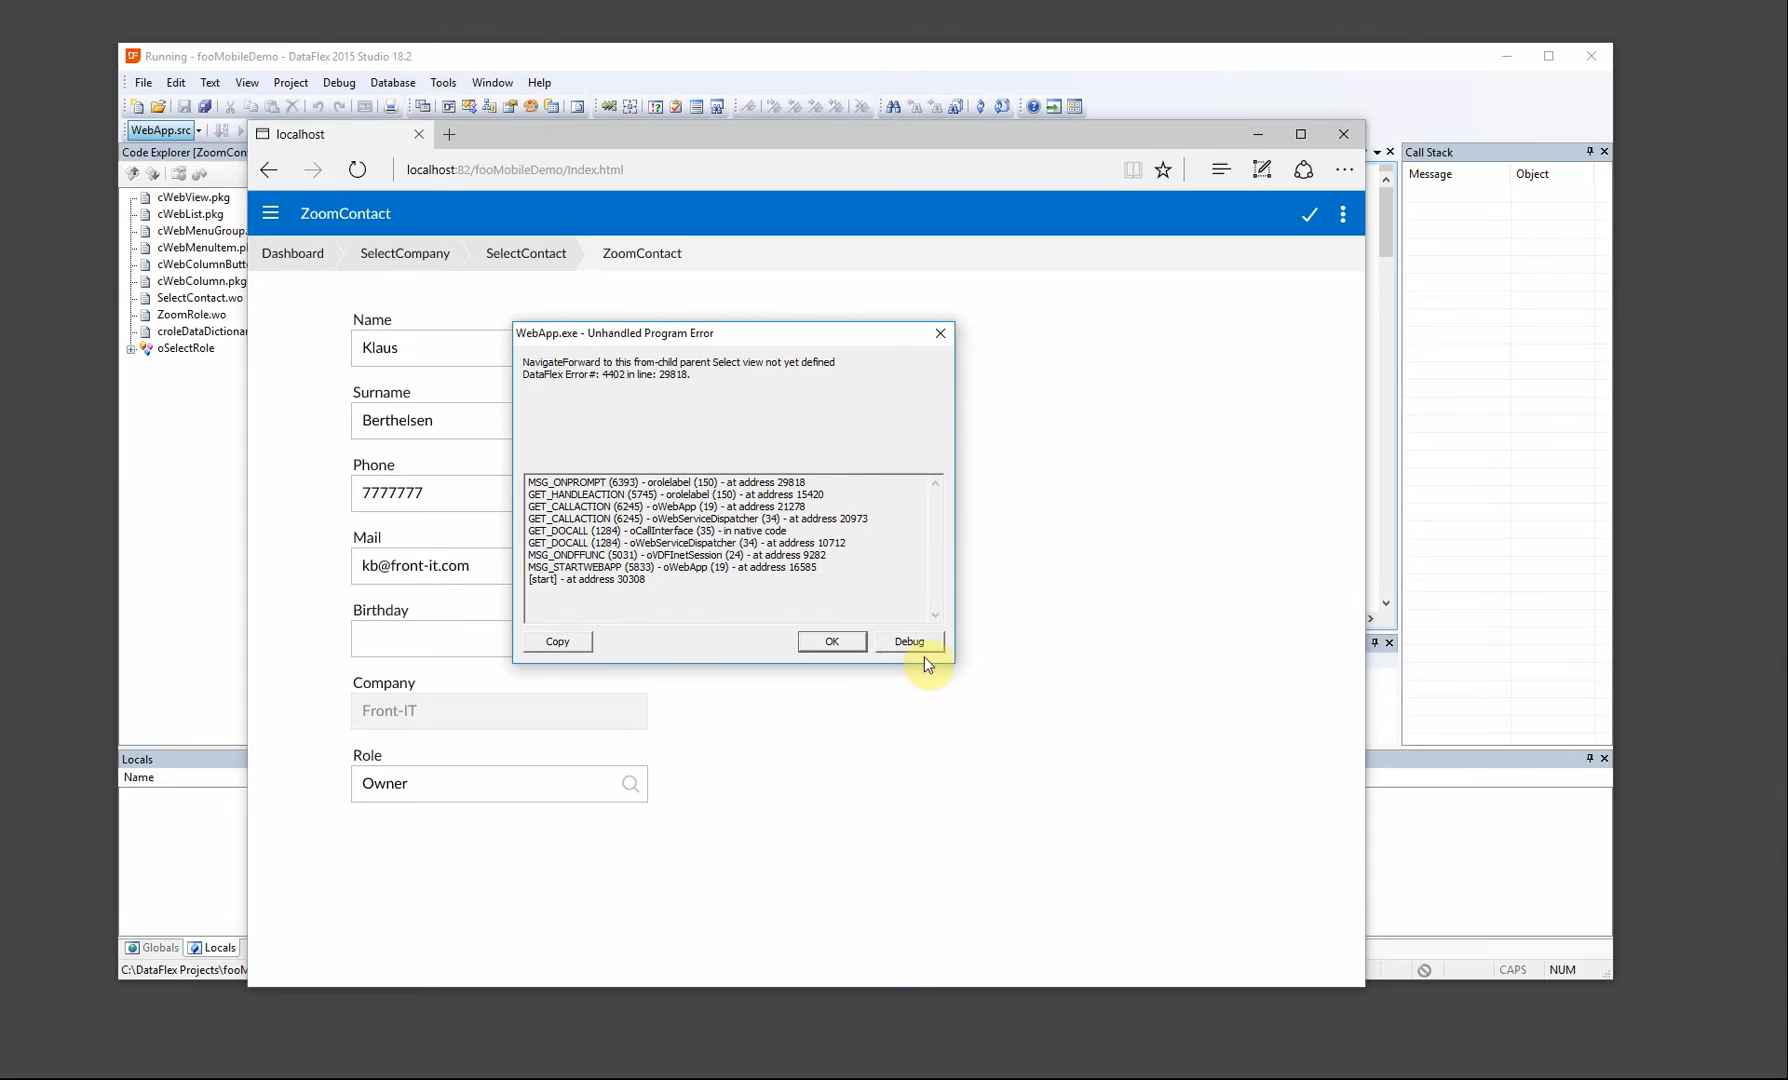 Running - fooMobileDemo - DataFlex 2015 Studio 18.2
File Edit Text View Project Debug Database Tools Window Help
WebApp.src
localhost
Code Explorer [ZoomCont
Call Stack
localhost:82/fooMobileDemo/Index.html
Message Object
cWebView.pkg
cWebList.pkg
cWebMenuGroup.
cWebMenuItem.pl
cWebColumnButto
cWebColumn.pkg
SelectContact.wo
ZoomRole.wo
croleDataDictionar
oSelectRole
ZoomContact
Dashboard SelectCompany SelectContact ZoomContact
Name
Klaus
Surname
Berthelsen
Phone
7777777
Mail
kb@front-it.com
Birthday
Company
Front-IT
Role
Owner
WebApp.exe - Unhandled Program Error
NavigateForward to this from-child parent Select view not yet defined
DataFlex Error#: 4402 in line: 29818.
MSG_ONPROMPT (6393) - orolelabel (150) - at address 29818
GET_HANDLEACTION (5745) - orolelabel (150) - at address 15420
GET_CALLACTION (6245) - oWebApp (19) - at address 21278
GET_CALLACTION (6245) - oWebServiceDispatcher (34) - at address 20973
GET_DOCALL (1284) - oCallInterface (35) - in native code
GET_DOCALL (1284) - oWebServiceDispatcher (34) - at address 10712
MSG_ONDFFUNC (5031) - oVDFInetSession (24) - at address 9282
MSG_STARTWEBAPP (5833) - oWebApp (19) - at address 16585
[start] - at address 30308
Copy OK Debug
Locals
Name
Globals Locals
C:\DataFlex Projects\fooM
CAPS NUM